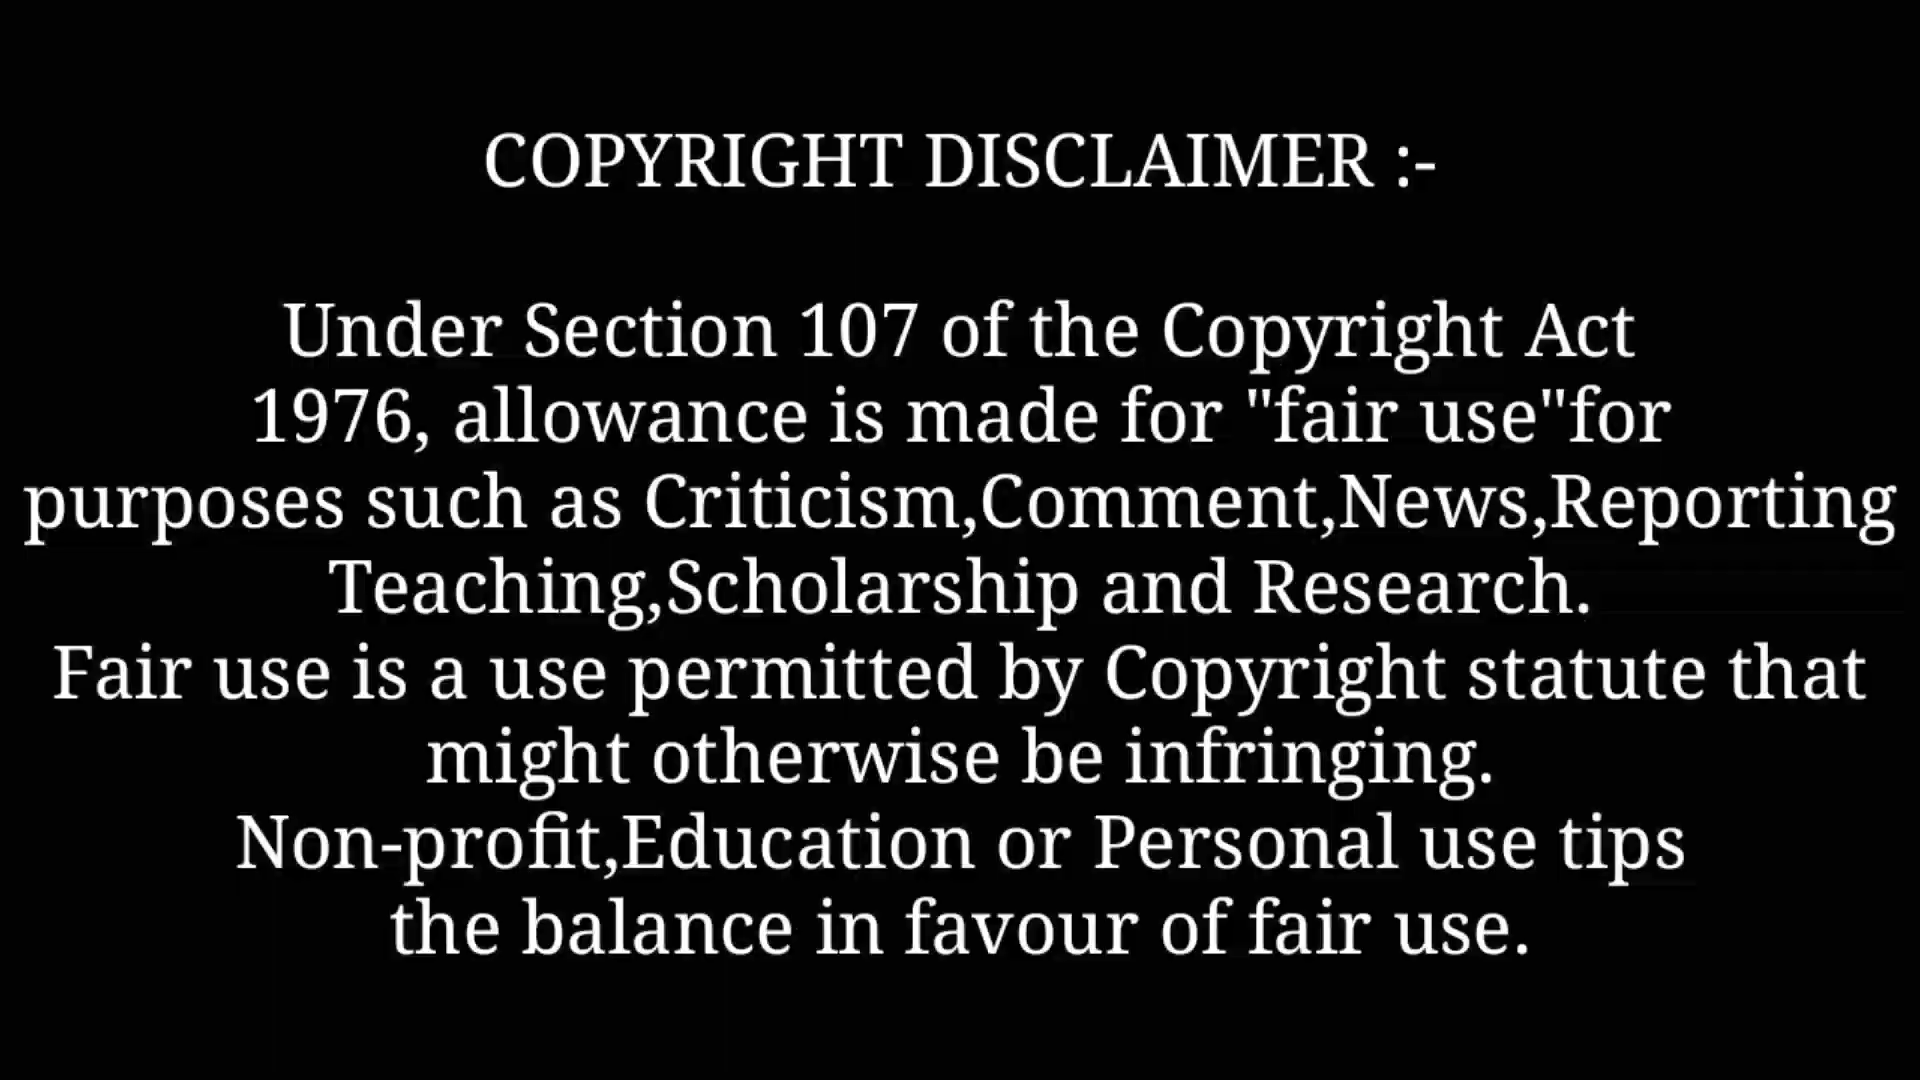 COPYRIGHT DISCLAIMER :-
Under Section 107 of the Copyright Act
1976, allowance is made for "fair use"for
purposes such as Criticism,Comment,News,Reporting
Teaching,Scholarship and Research.
Fair use is a use permitted by Copyright statute that
might otherwise be infringing.
Non-profit,Education or Personal use tips
the balance in favour of fair use.